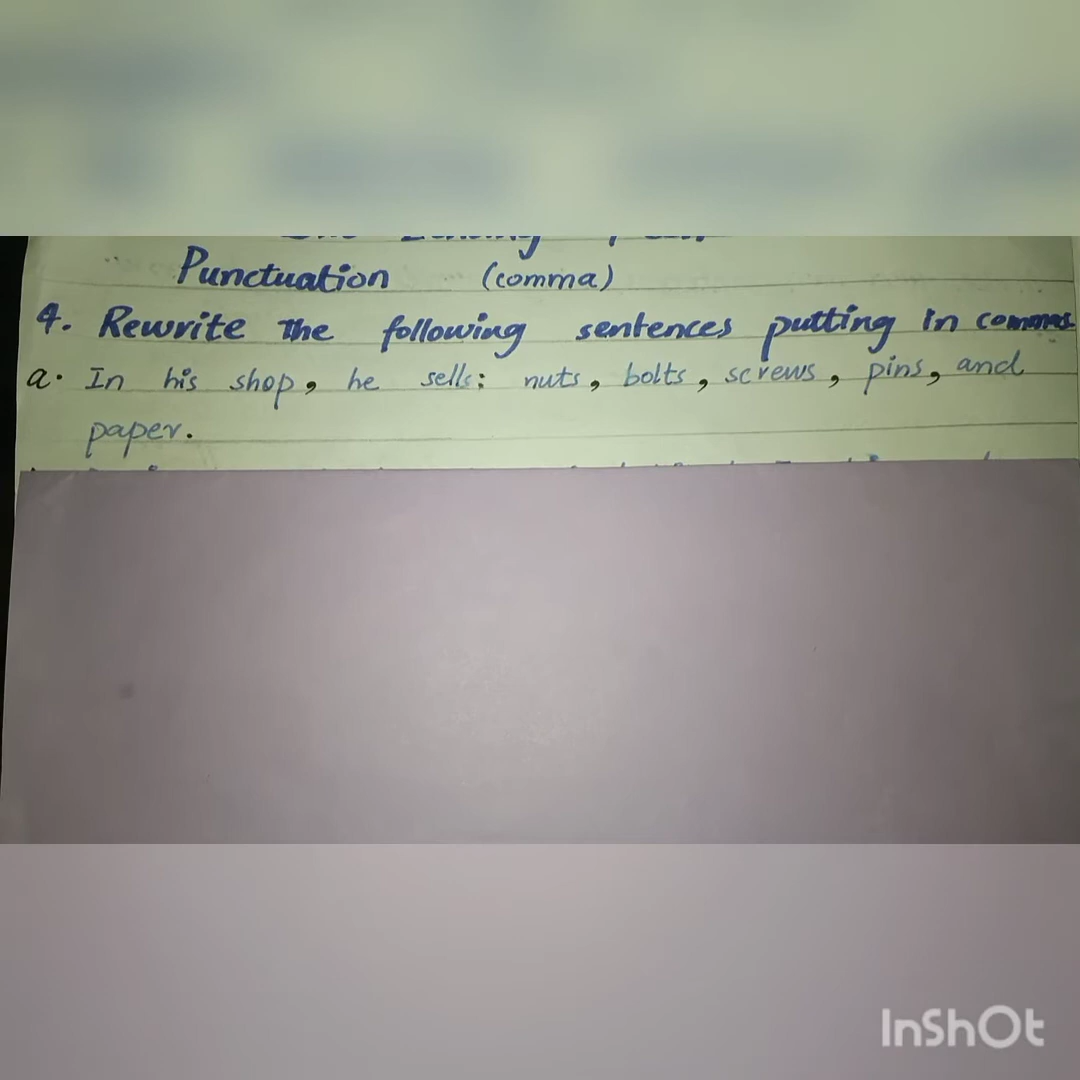 Punctuation (comma)
4. Rewrite the following sentences putting in commas
a. In his shop, he sells: nuts, bolts, screws, pins, and
paper.
InShOt